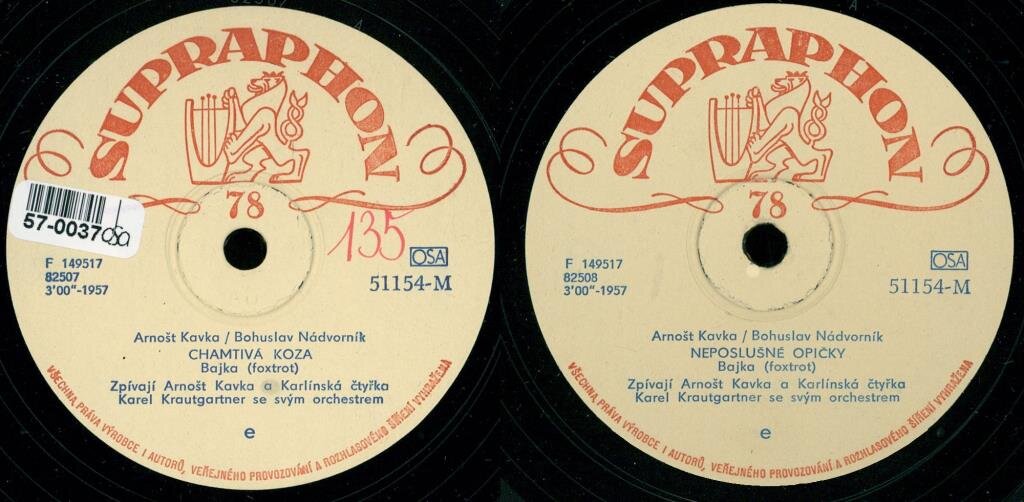 SUPRAPHON
78
57-0037 osa
135
F 149517
82507
3'00"-1957
OSA
51154-M
Arnošt Kavka / Bohuslav Nádvorník
CHAMTIVÁ KOZA
Bajka (foxtrot)
Zpívají Arnošt Kavka a Karlínská čtyřka
Karel Krautgartner se svým orchestrem
e
VŠECHNA PRÁVA VÝROBCE I AUTORŮ, VEŘEJNÉHO PROVOZOVÁNÍ A ROZHLASOVÉHO ŠÍŘENÍ VYHRAŽENA
SUPRAPHON
78
F 149517
82508
3'00"-1957
OSA
51154-M
Arnošt Kavka / Bohuslav Nádvorník
NEPOSLUŠNÉ OPIČKY
Bajka (foxtrot)
Zpívají Arnošt Kavka a Karlínská čtyřka
Karel Krautgartner se svým orchestrem
e
VŠECHNA PRÁVA VÝROBCE I AUTORŮ, VEŘEJNÉHO PROVOZOVÁNÍ A ROZHLASOVÉHO ŠÍŘENÍ VYHRAŽENA